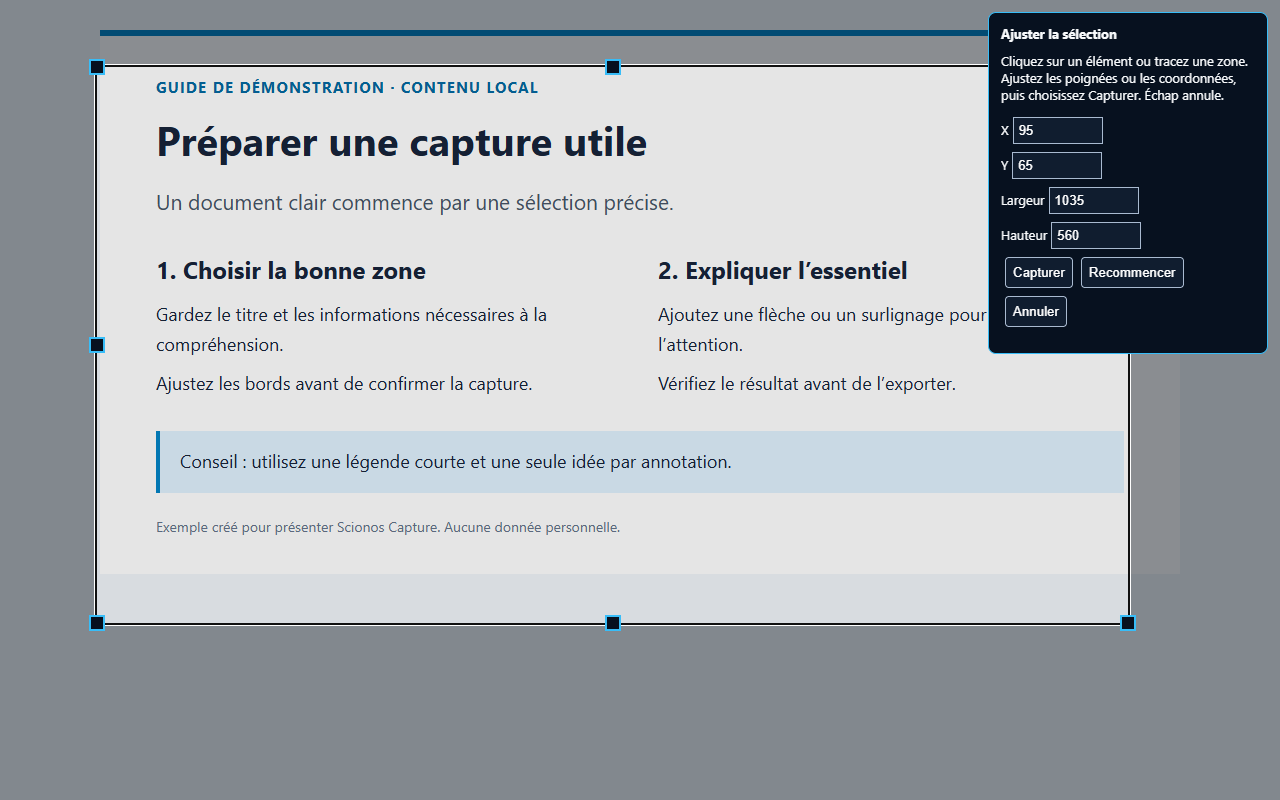 GUIDE DE DÉMONSTRATION · CONTENU LOCAL
Préparer une capture utile
Un document clair commence par une sélection précise.
1. Choisir la bonne zone
Gardez le titre et les informations nécessaires à la
compréhension.
Ajustez les bords avant de confirmer la capture.
2. Expliquer l’essentiel
Ajoutez une flèche ou un surlignage pour
l’attention.
Vérifiez le résultat avant de l’exporter.
Conseil : utilisez une légende courte et une seule idée par annotation.
Exemple créé pour présenter Scionos Capture. Aucune donnée personnelle.
Ajuster la sélection
Cliquez sur un élément ou tracez une zone.
Ajustez les poignées ou les coordonnées,
puis choisissez Capturer. Échap annule.
X 95
Y 65
Largeur 1035
Hauteur 560
Capturer Recommencer
Annuler